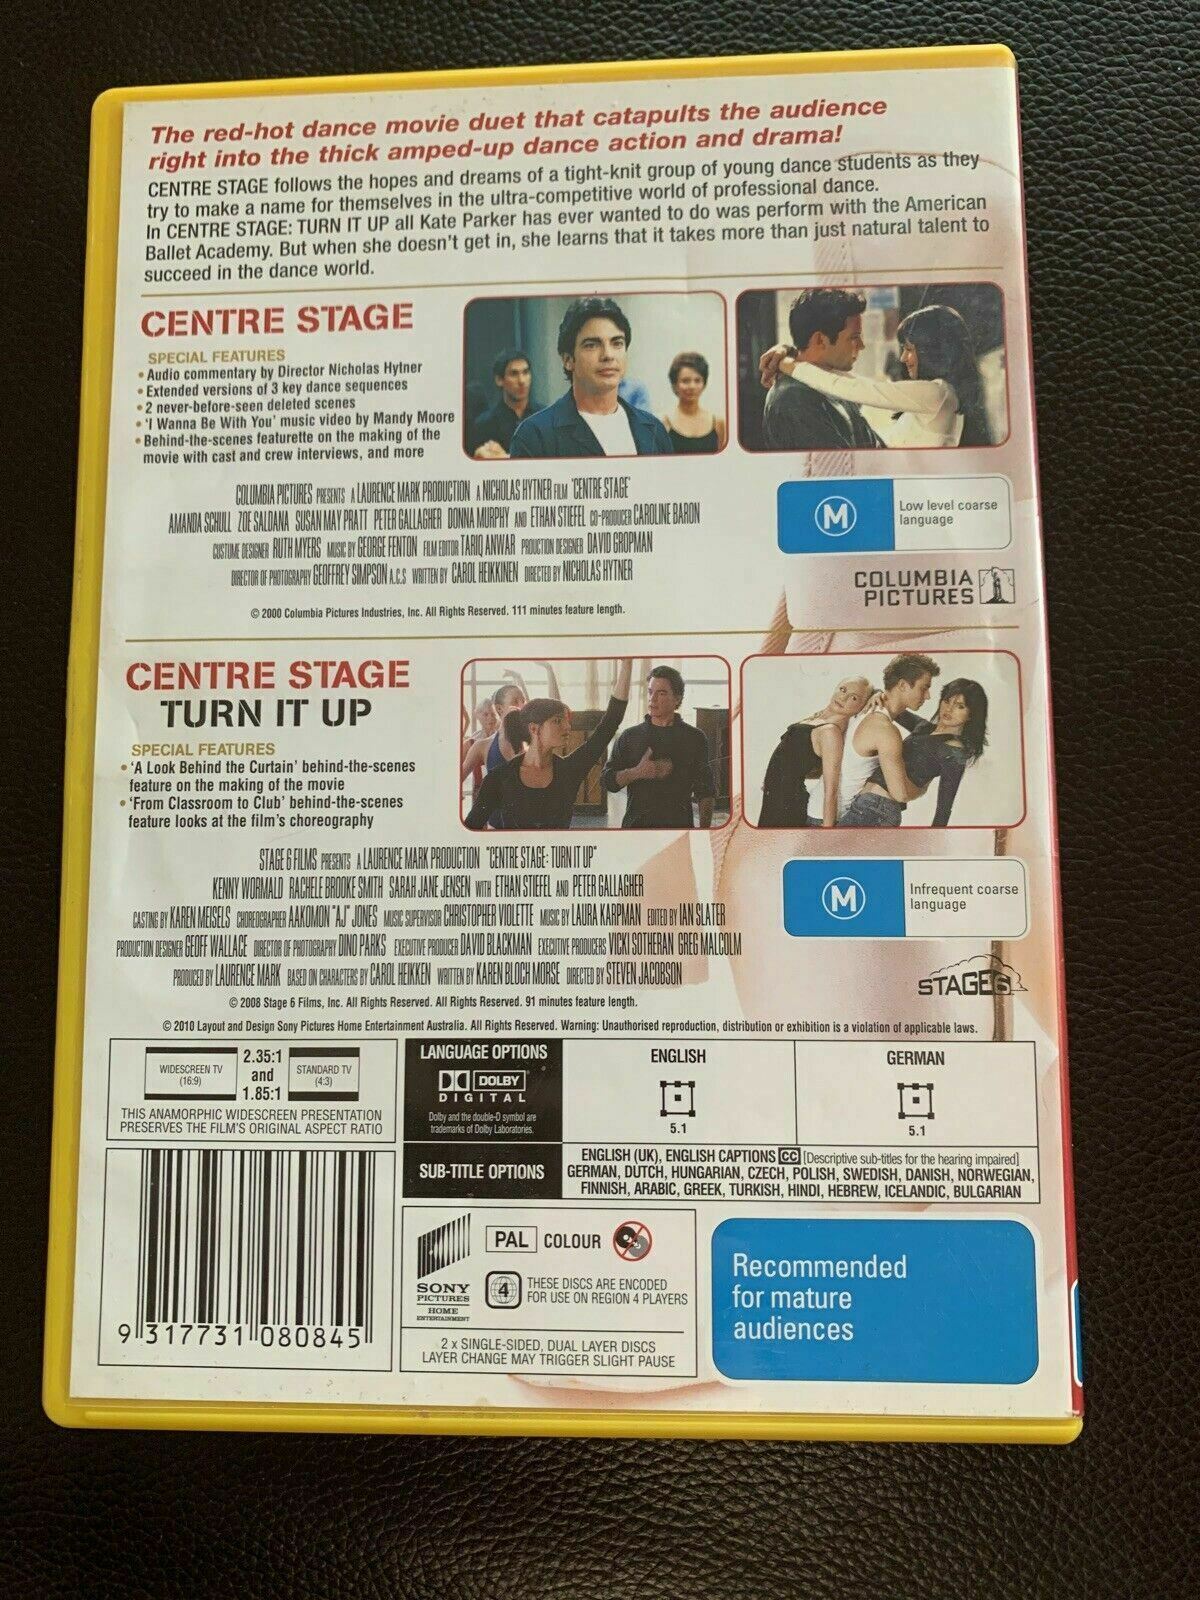 The red-hot dance movie duet that catapults the audience
right into the thick amped-up dance action and drama!
CENTRE STAGE follows the hopes and dreams of a tight-knit group of young dance students as they
try to make a name for themselves in the ultra-competitive world of professional dance.
In CENTRE STAGE: TURN IT UP all Kate Parker has ever wanted to do was perform with the American
Ballet Academy. But when she doesn't get in, she learns that it takes more than just natural talent to
succeed in the dance world.
CENTRE STAGE
SPECIAL FEATURES
• Audio commentary by Director Nicholas Hytner
• Extended versions of 3 key dance sequences
• 2 never-before-seen deleted scenes
• 'I Wanna Be With You' music video by Mandy Moore
• Behind-the-scenes featurette on the making of the
movie with cast and crew interviews, and more
COLUMBIA PICTURES PRESENTS A LAURENCE MARK PRODUCTION A NICHOLAS HYTNER FILM 'CENTRE STAGE'
AMANDA SCHULL ZOE SALDANA SUSAN MAY PRATT PETER GALLAGHER DONNA MURPHY AND ETHAN STIEFEL CO-PRODUCER CAROLINE BARON
CUSTUME DESIGNER RUTH MYERS MUSIC BY GEORGE FENTON FILM EDITOR TARIQ ANWAR PROUCTION DESIGNER DAVID GROPMAN
DIRECTOR OF PHOTOGRAPHY GEOFFREY SIMPSON A.C.S WRITTEN BY CAROL HEIKKINEN DIRECTED BY NICHOLAS HYTNER
M
Low level coarse
language
COLUMBIA
PICTURES
© 2000 Columbia Pictures Industries, Inc. All Rights Reserved. 111 minutes feature length.
CENTRE STAGE
TURN IT UP
SPECIAL FEATURES
• 'A Look Behind the Curtain' behind-the-scenes
feature on the making of the movie
• 'From Classroom to Club' behind-the-scenes
feature looks at the film's choreography
STAGE 6 FILMS PRESENTS A LAURENCE MARK PRODUCTION "CENTRE STAGE: TURN IT UP"
KENNY WORMALD RACHELE BROOKE SMITH SARAH JANE JENSEN WITH ETHAN STIEFEL AND PETER GALLAGHER
CASTING BY KAREN MEISELS CHOREOGRAPHER AAKOMON "AJ" JONES MUSIC SUPERVISOR CHRISTOPHER VIOLETTE MUSIC BY LAURA KARPMAN EDITED BY IAN SLATER
PRODUCTION DESIGNER GEOFF WALLACE DIRECTOR OF PHOTOGRAPHY DINO PARKS EXECUTIVE PRODUCER DAVID BLACKMAN EXECUTIVE PRODUCERS VICKI SOTHERAN GREG MALCOLM
PRODUCED BY LAURENCE MARK BASED ON CHARACTERS BY CAROL HEIKKEN WRITTEN BY KAREN BLOCH MORSE DIRECTED BY STEVEN JACOBSON
M
Infrequent coarse
language
STAGE 6
© 2008 Stage 6 Films, Inc. All Rights Reserved. All Rights Reserved. 91 minutes feature length.
© 2010 Layout and Design Sony Pictures Home Entertainment Australia. All Rights Reserved. Warning: Unauthorised reproduction, distribution or exhibition is a violation of applicable laws.
WIDESCREEN TV
(16:9)
2.35:1
and
1.85:1
STANDARD TV
(4:3)
THIS ANAMORPHIC WIDESCREEN PRESENTATION
PRESERVES THE FILM'S ORIGINAL ASPECT RATIO
LANGUAGE OPTIONS
DOLBY
DIGITAL
Dolby and the double-D symbol are
trademarks of Dolby Laboratories.
ENGLISH
5.1
GERMAN
5.1
SUB-TITLE OPTIONS
ENGLISH (UK), ENGLISH CAPTIONS CC [Descriptive sub-titles for the hearing impaired]
GERMAN, DUTCH, HUNGARIAN, CZECH, POLISH, SWEDISH, DANISH, NORWEGIAN,
FINNISH, ARABIC, GREEK, TURKISH, HINDI, HEBREW, ICELANDIC, BULGARIAN
9 317731 080845
SONY
PICTURES
HOME
ENTERTAINMENT
PAL COLOUR
4
THESE DISCS ARE ENCODED
FOR USE ON REGION 4 PLAYERS
2 x SINGLE-SIDED, DUAL LAYER DISCS
LAYER CHANGE MAY TRIGGER SLIGHT PAUSE
Recommended
for mature
audiences